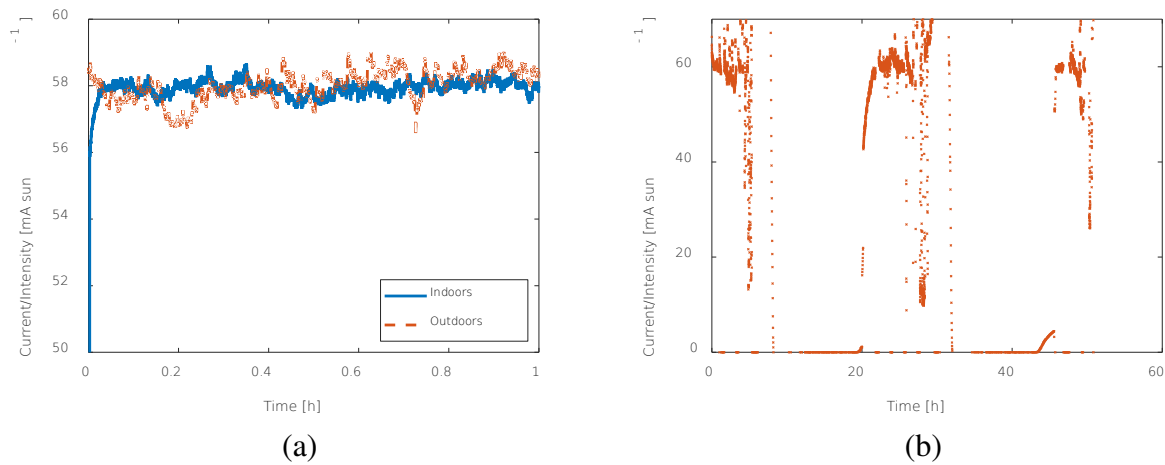 60
58
56
54
52
50
Current/Intensity [mA sun -1 ]
Indoors
Outdoors
0 0.2 0.4 0.6 0.8 1
Time [h]
(a)
60
40
20
0
Current/Intensity [mA sun -1 ]
0 20 40 60
Time [h]
(b)